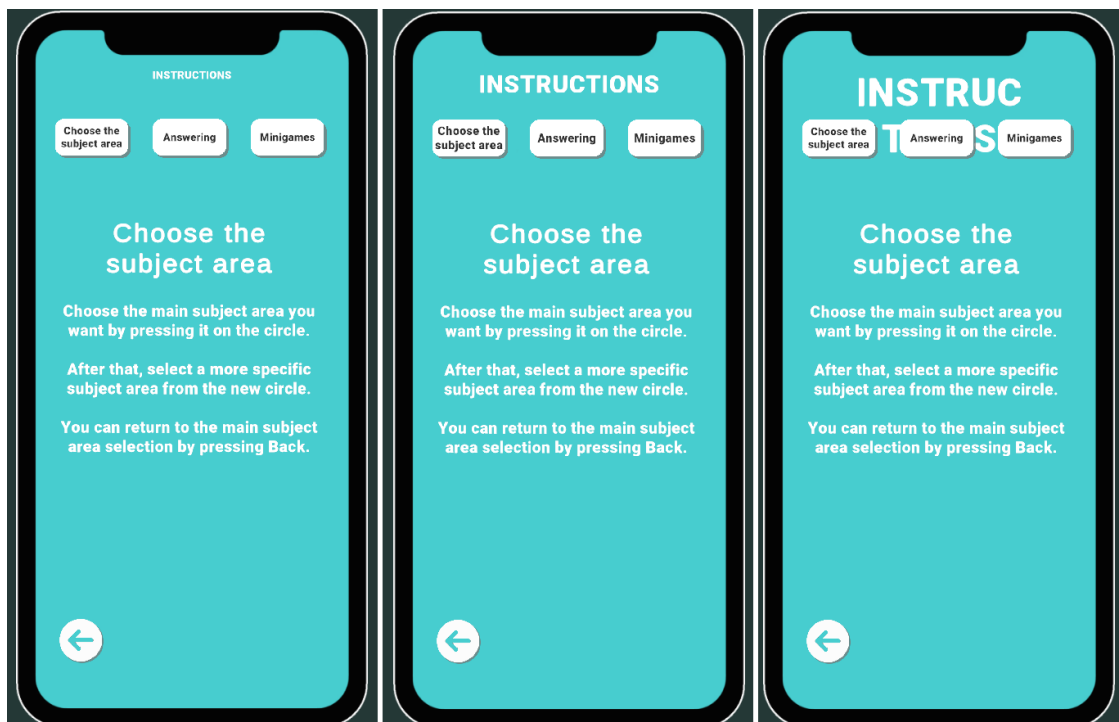 INSTRUCTIONS
Choose the
subject area
Answering
Minigames
Choose the
subject area
Choose the main subject area you
want by pressing it on the circle.
After that, select a more specific
subject area from the new circle.
You can return to the main subject
area selection by pressing Back.
INSTRUCTIONS
Choose the
subject area
Answering
Minigames
Choose the
subject area
Choose the main subject area you
want by pressing it on the circle.
After that, select a more specific
subject area from the new circle.
You can return to the main subject
area selection by pressing Back.
INSTRUC
Choose the
subject area
Answering
Minigames
Choose the
subject area
Choose the main subject area you
want by pressing it on the circle.
After that, select a more specific
subject area from the new circle.
You can return to the main subject
area selection by pressing Back.